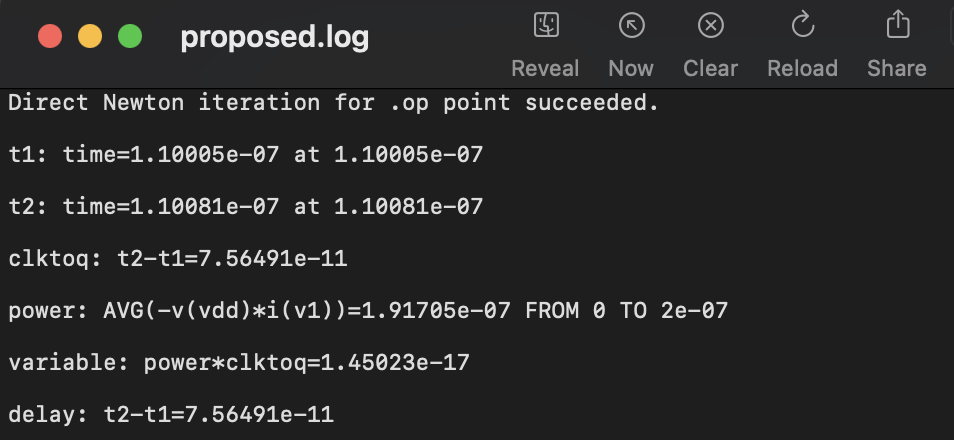 proposed.log
Reveal Now Clear Reload Share
Direct Newton iteration for .op point succeeded.
t1: time=1.10005e-07 at 1.10005e-07
t2: time=1.10081e-07 at 1.10081e-07
clktoq: t2-t1=7.56491e-11
power: AVG(-v(vdd)*i(v1))=1.91705e-07 FROM 0 TO 2e-07
variable: power*clktoq=1.45023e-17
delay: t2-t1=7.56491e-11